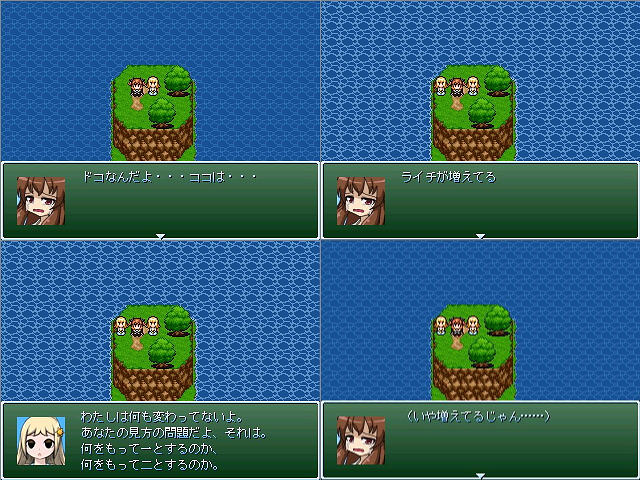 ドコなんだよ・・・ココは・・・
ライチが増えてる
わたしは何も変わってないよ。
あなたの見方の問題だよ、それは。
何をもって一とするのか、
何をもって二とするのか。
（いや増えてるじゃん……）